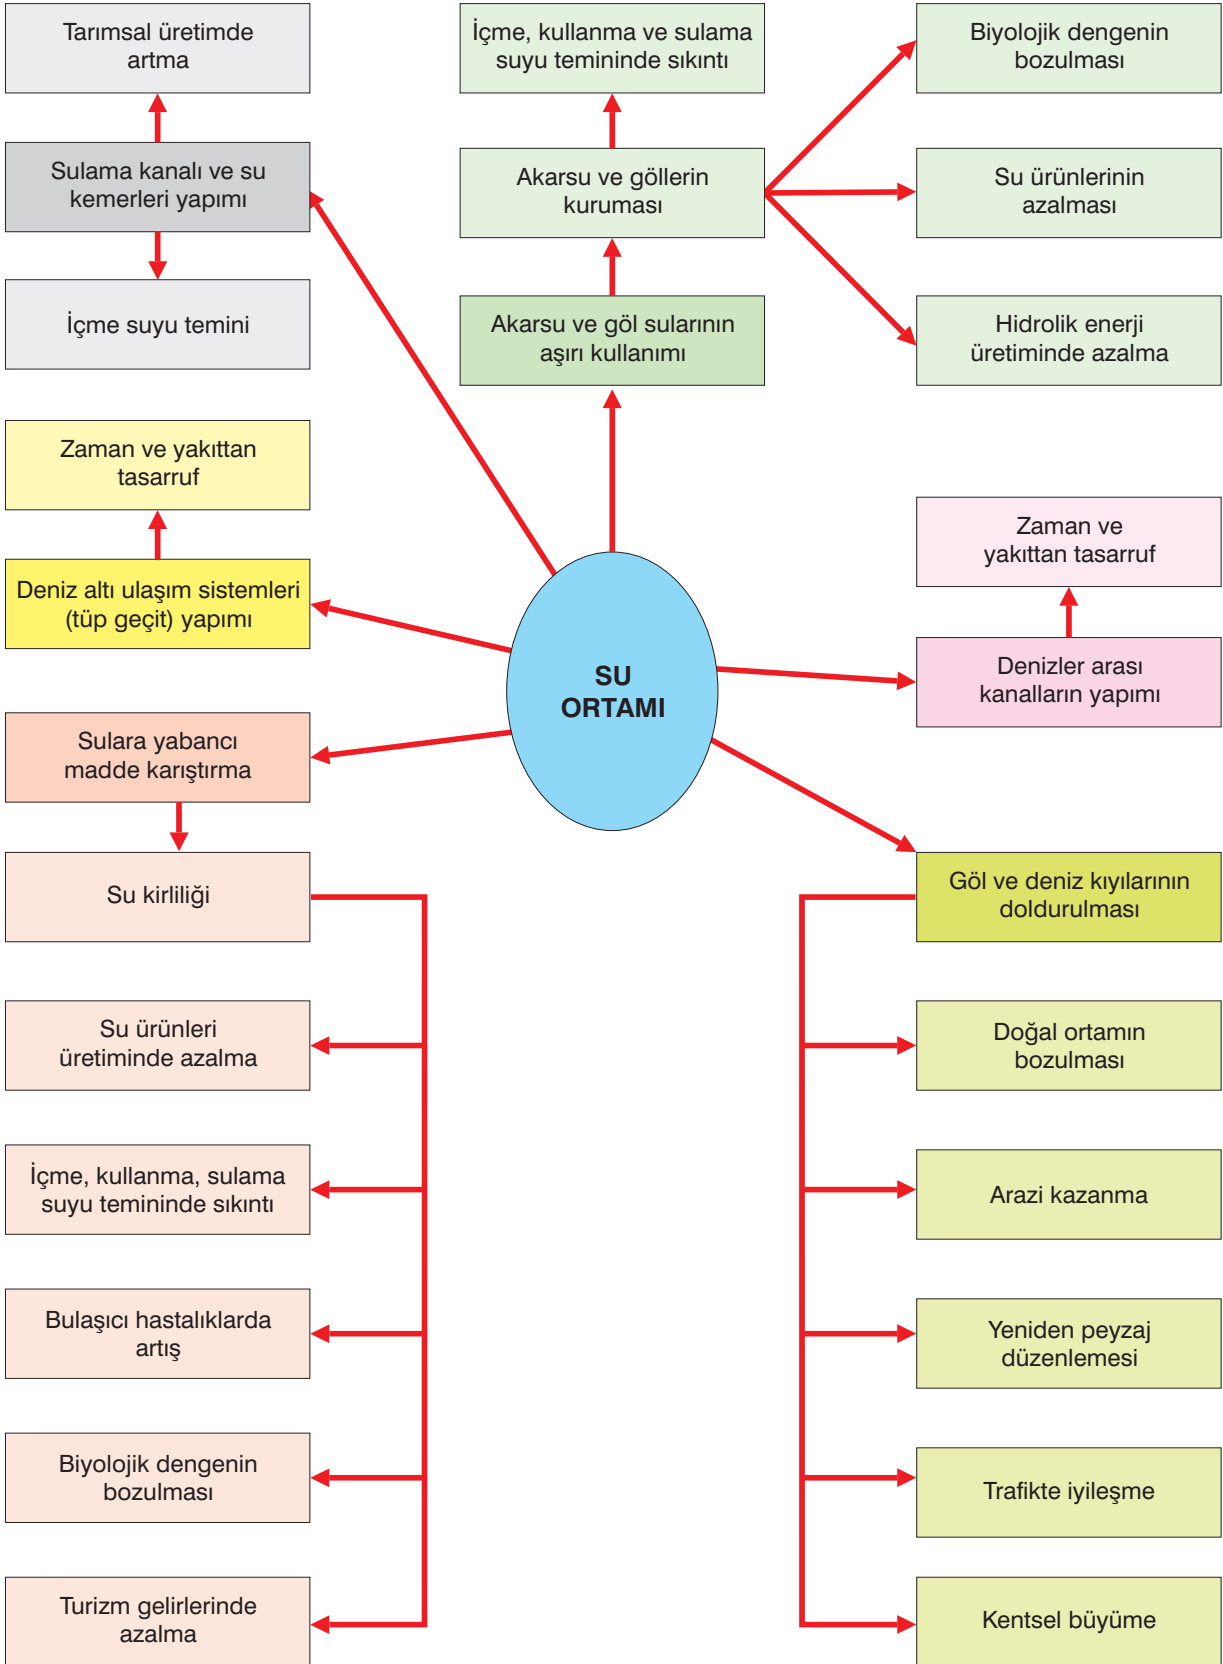 Tarımsal üretimde
artma
Sulama kanalı ve su
kemerleri yapımı
İçme suyu temini
İçme, kullanma ve sulama
suyu temininde sıkıntı
Akarsu ve göllerin
kuruması
Akarsu ve göl sularının
aşırı kullanımı
Biyolojik dengenin
bozulması
Su ürünlerinin
azalması
Hidrolik enerji
üretiminde azalma
Zaman ve yakıttan
tasarruf
Deniz altı ulaşım sistemleri
(tüp geçit) yapımı
SU
ORTAMI
Zaman ve
yakıttan tasarruf
Denizler arası
kanalların yapımı
Sulara yabancı
madde karıştırma
Su kirliliği
Su ürünleri
üretiminde azalma
İçme, kullanma, sulama
suyu temininde sıkıntı
Bulaşıcı hastalıklarda
artış
Biyolojik dengenin
bozulması
Turizm gelirlerinde
azalma
Göl ve deniz kıyılarının
doldurulması
Doğal ortamın
bozulması
Arazi kazanma
Yeniden peyzaj
düzenlemesi
Trafikte iyileşme
Kentsel büyüme